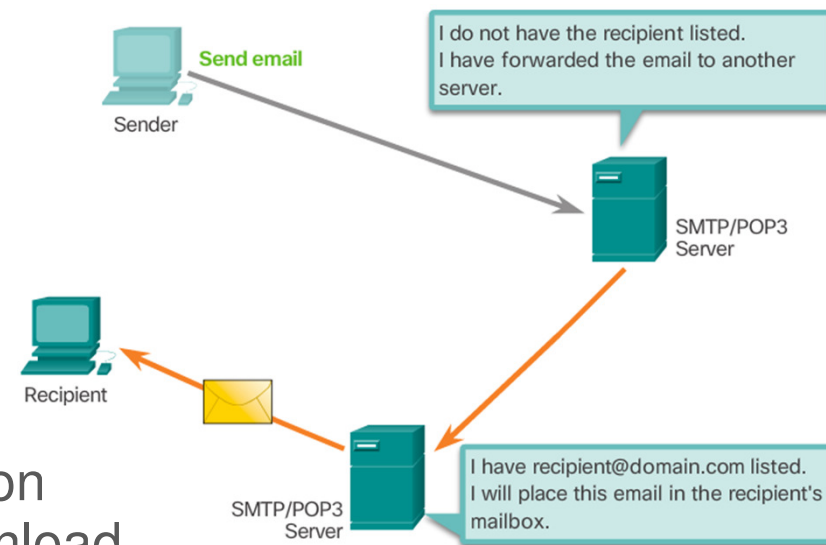 I do not have the recipient listed.
I have forwarded the email to another
server.
Send email
Sender
SMTP/POP3
Server
Recipient
I have recipient@domain.com listed.
I will place this email in the recipient's
mailbox.
SMTP/POP3
Server